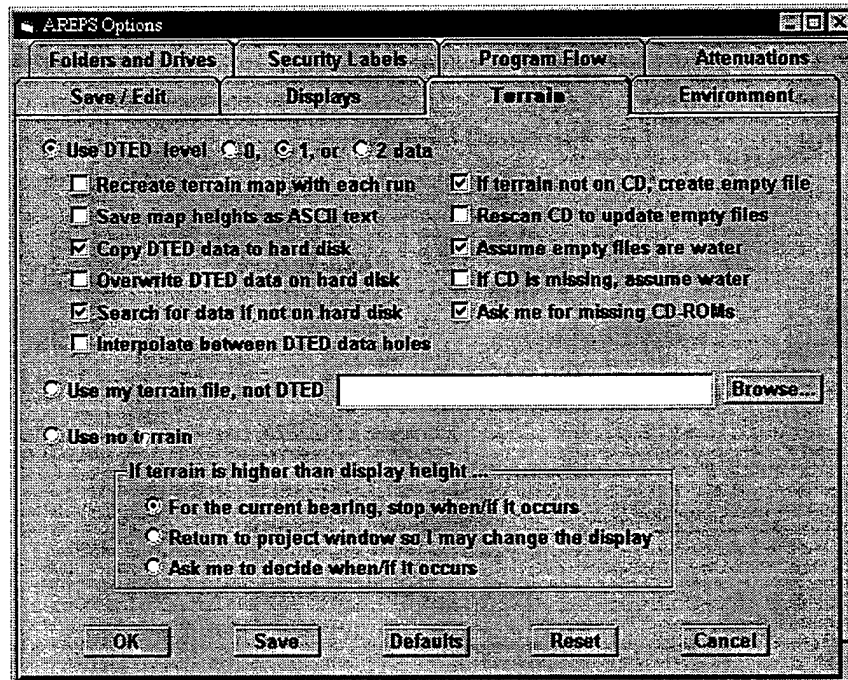 AREPS Options
Folders and Drives Security Labels Program Flow Attenuations
Save / Edit Displays Terrain Environment
Use DTED level 0, 1, or 2 data
Recreate terrain map with each run
If terrain not on CD, create empty file
Save map heights as ASCII text
Rescan CD to update empty files
Copy DTED data to hard disk
Assume empty files are water
Overwrite DTED data on hard disk
If CD is missing, assume water
Search for data if not on hard disk
Ask me for missing CD-ROMs
Interpolate between DTED data holes
Use my terrain file, not DTED Browse...
Use no terrain
If terrain is higher than display height ...
For the current bearing, stop when/if it occurs
Return to project window so I may change the display
Ask me to decide when/if it occurs
OK Save Defaults Reset Cancel